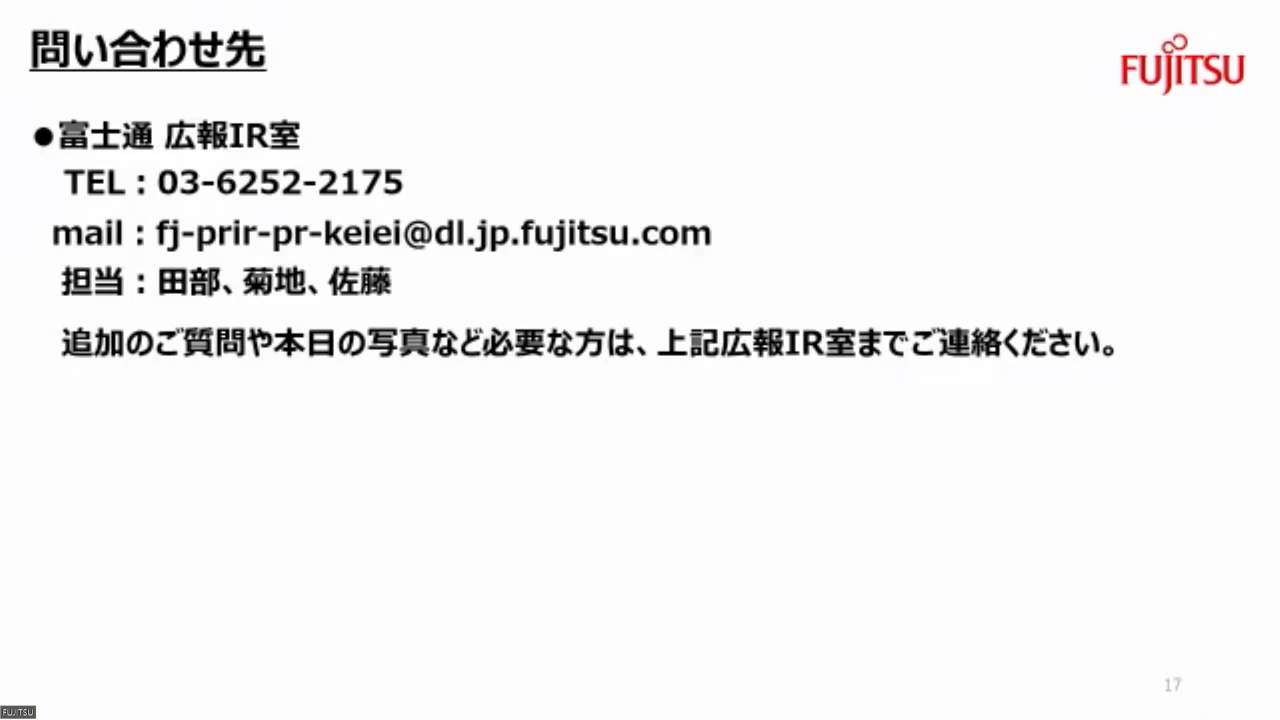 問い合わせ先
FUJITSU
●富士通 広報IR室
TEL：03-6252-2175
mail：fj-prir-pr-keiei@dl.jp.fujitsu.com
担当：田部、菊地、佐藤
追加のご質問や本日の写真など必要な方は、上記広報IR室までご連絡ください。
17
FUJITSU